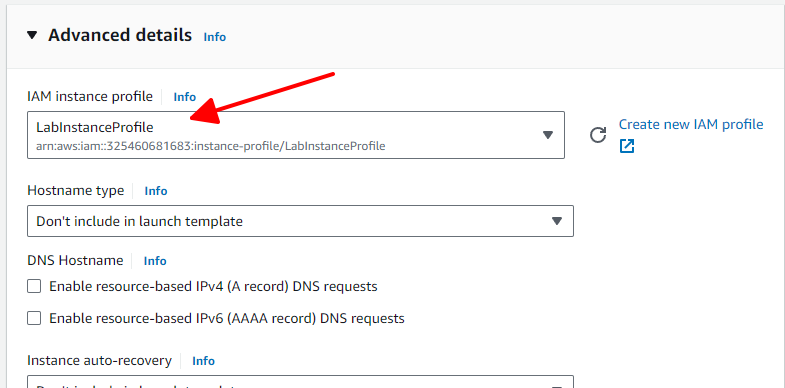 Advanced details Info
IAM instance profile Info
LabInstanceProfile
arn:aws:iam::325460681683:instance-profile/LabInstanceProfile
Create new IAM profile
Hostname type Info
Don't include in launch template
DNS Hostname Info
Enable resource-based IPv4 (A record) DNS requests
Enable resource-based IPv6 (AAAA record) DNS requests
Instance auto-recovery Info